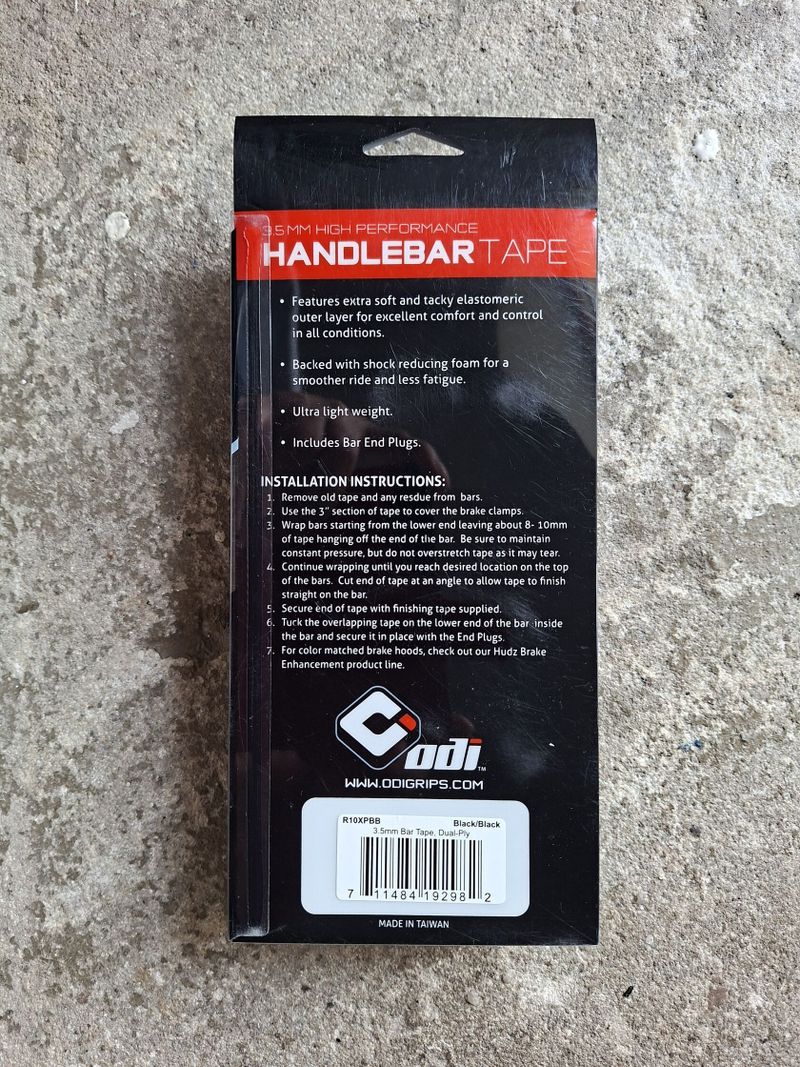 3.5MM HIGH PERFORMANCE
HANDLEBAR TAPE
• Features extra soft and tacky elastomeric
outer layer for excellent comfort and control
in all conditions.
• Backed with shock reducing foam for a
smoother ride and less fatigue.
• Ultra light weight.
• Includes Bar End Plugs.
INSTALLATION INSTRUCTIONS:
1. Remove old tape and any resdue from bars.
2. Use the 3" section of tape to cover the brake clamps.
3. Wrap bars starting from the lower end leaving about 8- 10mm
of tape hanging off the end of the bar. Be sure to maintain
constant pressure, but do not overstretch tape as it may tear.
4. Continue wrapping until you reach desired location on the top
of the bars. Cut end of tape at an angle to allow tape to finish
straight on the bar.
5. Secure end of tape with finishing tape supplied.
6. Tuck the overlapping tape on the lower end of the bar inside
the bar and secure it in place with the End Plugs.
7. For color matched brake hoods, check out our Hudz Brake
Enhancement product line.
odi™
WWW.ODIGRIPS.COM
R10XPBB Black/Black
3.5mm Bar Tape, Dual-Ply
7 11484 19298 2
MADE IN TAIWAN